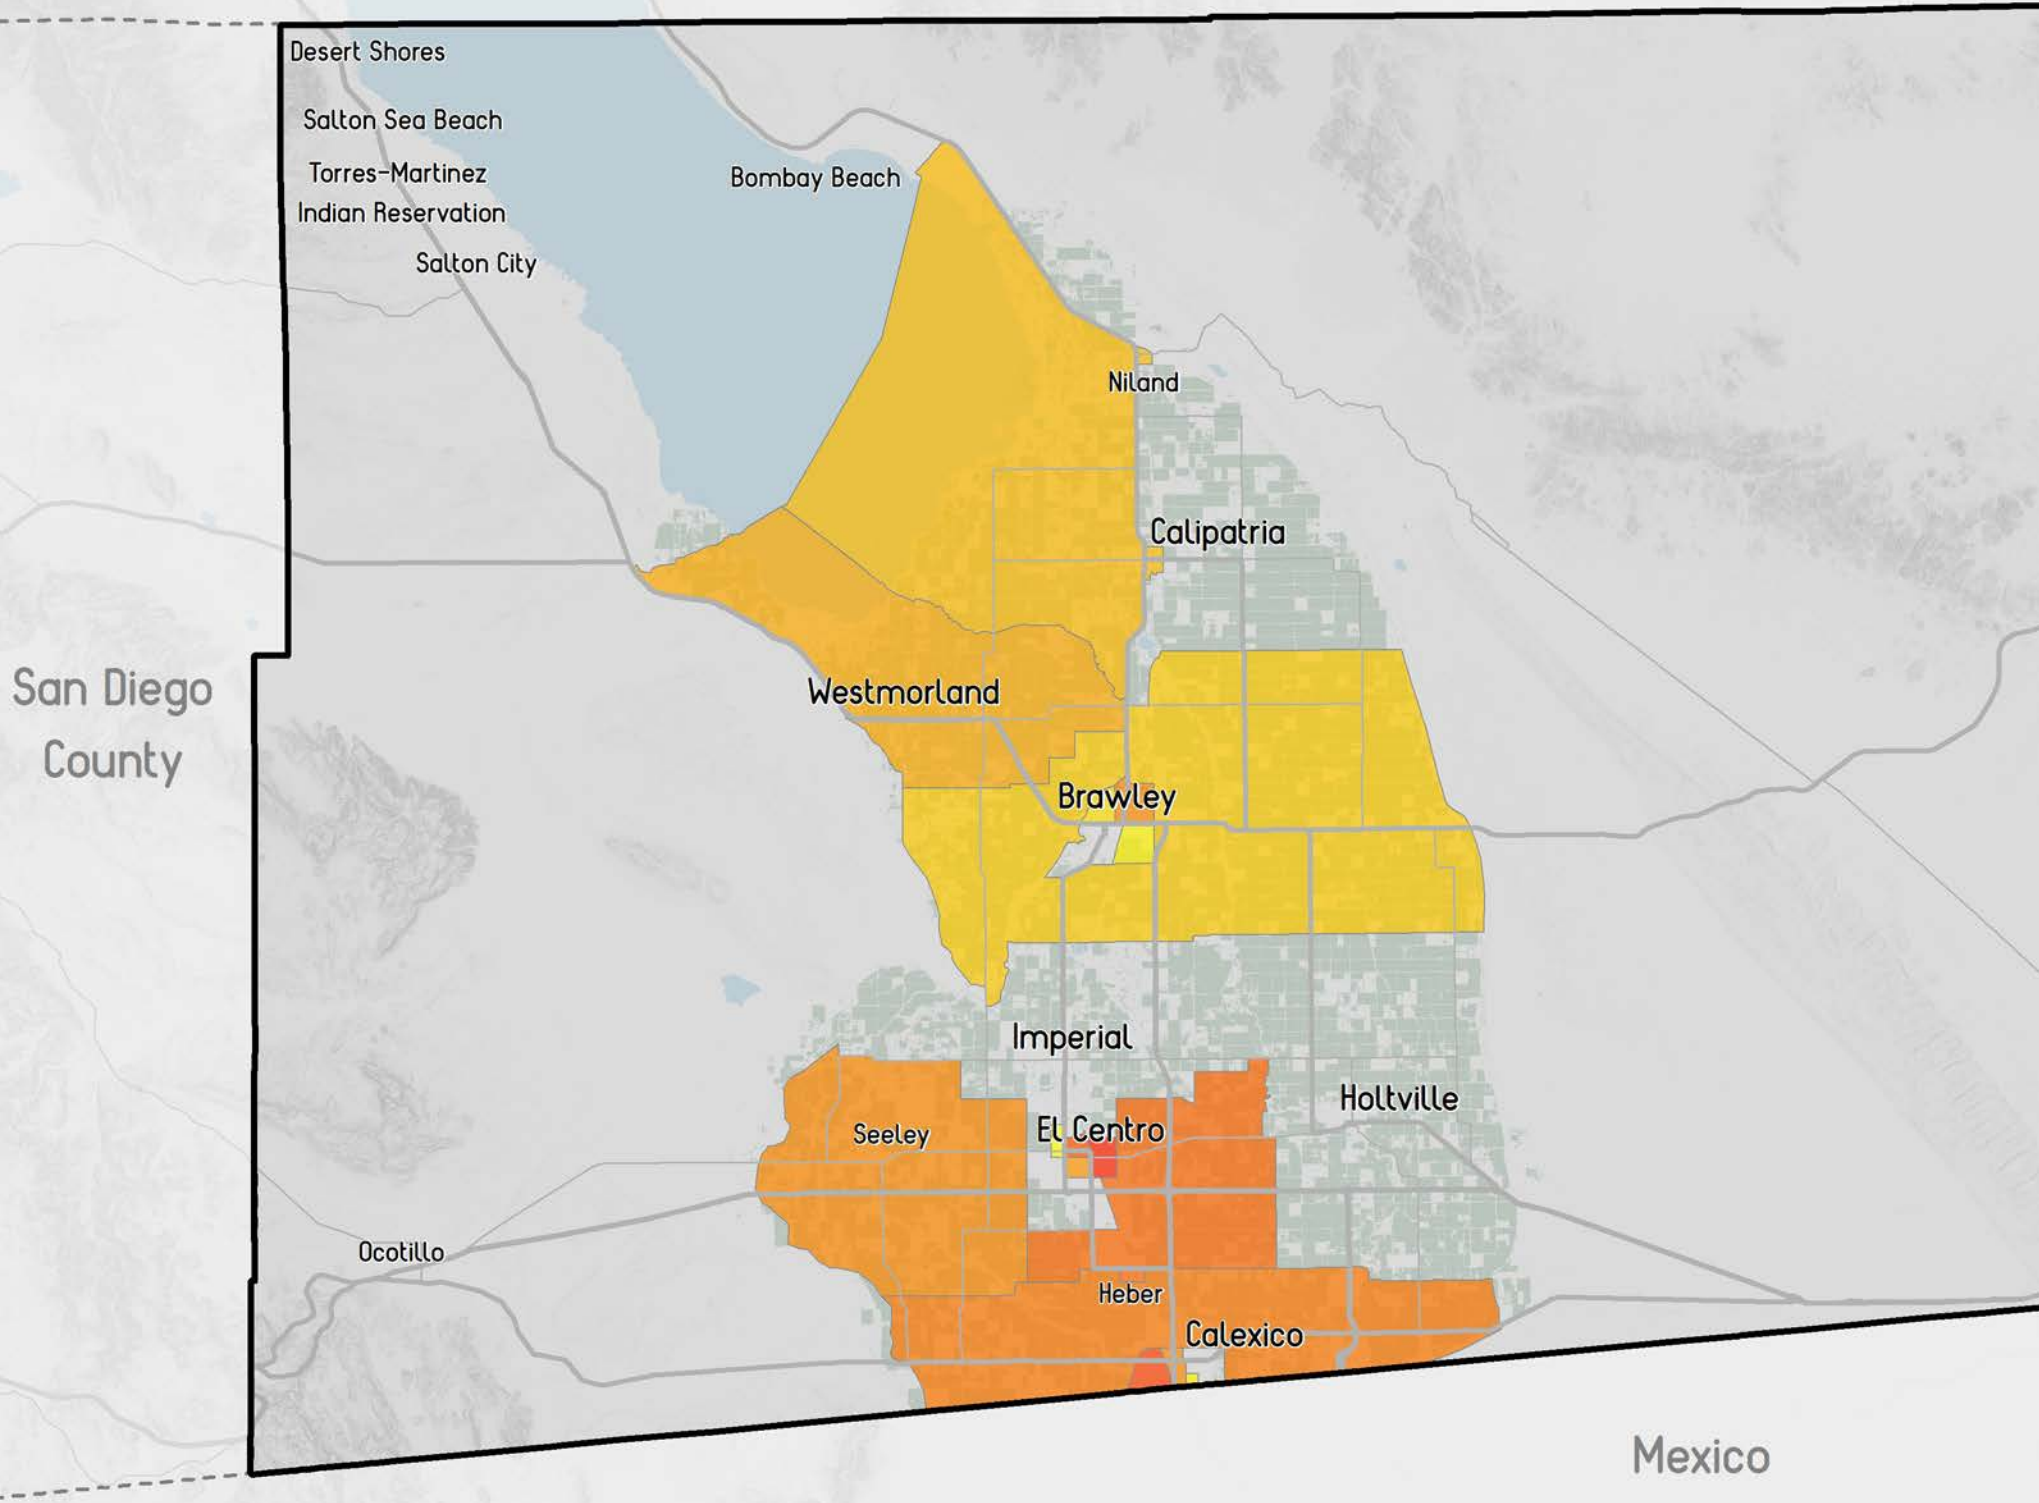 Desert Shores
Salton Sea Beach
Torres-Martinez
Indian Reservation
Bombay Beach
Salton City
Niland
Calipatria
San Diego
County
Westmorland
Brawley
Imperial
Holtville
El Centro
Seeley
Ocotillo
Heber
Calexico
Mexico